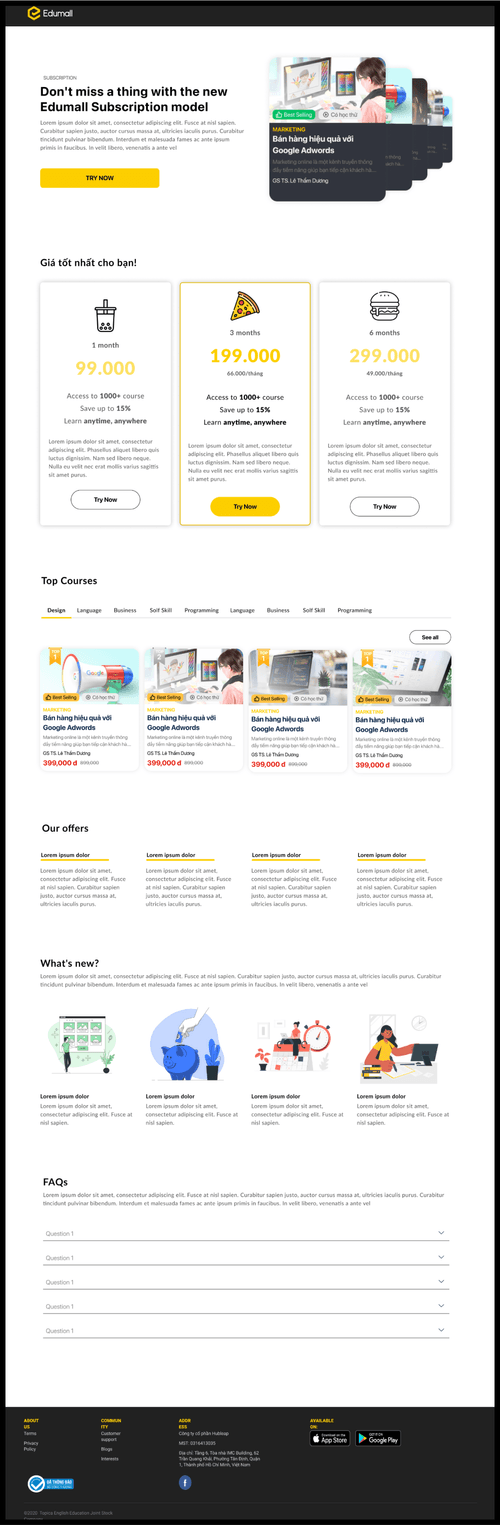 Edumall
SUBSCRIPTION
Don't miss a thing with the new
Edumall Subscription model
Lorem ipsum dolor sit amet, consectetur adipiscing elit. Fusce at nisl sapien.
Curabitur sapien justo, auctor cursus massa at, ultricies iaculis purus. Curabitur
tincidunt pulvinar bibendum. Interdum et malesuada fames ac ante ipsum
primis in faucibus. In velit libero, venenatis a ante vel
TRY NOW
Best Selling
Có học thử
MARKETING
Bán hàng hiệu quả với
Google Adwords
Marketing online là một kênh truyền thông
đầy tiềm năng giúp bạn tiếp cận khách hà...
GS TS. Lê Thẩm Dương
Giá tốt nhất cho bạn!
1 month
99.000
Access to 1000+ course
Save up to 15%
Learn anytime, anywhere
Lorem ipsum dolor sit amet, consectetur
adipiscing elit. Phasellus aliquet libero quis
luctus dignissim. Nam sed libero neque.
Nulla eu velit nec erat mollis varius sagittis
sit amet purus.
Try Now
3 months
199.000
66.000/tháng
Access to 1000+ course
Save up to 15%
Learn anytime, anywhere
Lorem ipsum dolor sit amet, consectetur
adipiscing elit. Phasellus aliquet libero quis
luctus dignissim. Nam sed libero neque.
Nulla eu velit nec erat mollis varius sagittis
sit amet purus.
Try Now
6 months
299.000
49.000/tháng
Access to 1000+ course
Save up to 15%
Learn anytime, anywhere
Lorem ipsum dolor sit amet, consectetur
adipiscing elit. Phasellus aliquet libero quis
luctus dignissim. Nam sed libero neque.
Nulla eu velit nec erat mollis varius sagittis
sit amet purus.
Try Now
Top Courses
Design Language Business Solf Skill Programming Language Business Solf Skill Programming
See all
TOP
1
Google
Best Selling
Có học thử
MARKETING
Bán hàng hiệu quả với
Google Adwords
Marketing online là một kênh truyền thông
đầy tiềm năng giúp bạn tiếp cận khách hà...
GS TS. Lê Thẩm Dương
399,000 đ 899,000
2
Best Selling
Có học thử
MARKETING
Bán hàng hiệu quả với
Google Adwords
Marketing online là một kênh truyền thông
đầy tiềm năng giúp bạn tiếp cận khách hà...
GS TS. Lê Thẩm Dương
399,000 đ 899,000
TOP
1
Best Selling
Có học thử
MARKETING
Bán hàng hiệu quả với
Google Adwords
Marketing online là một kênh truyền thông
đầy tiềm năng giúp bạn tiếp cận khách hà...
GS TS. Lê Thẩm Dương
399,000 đ 899,000
TOP
1
Best Selling
Có học thử
MARKETING
Bán hàng hiệu quả với
Google Adwords
Marketing online là một kênh truyền thông
đầy tiềm năng giúp bạn tiếp cận khách hà...
GS TS. Lê Thẩm Dương
399,000 đ 899,000
Our offers
Lorem ipsum dolor
Lorem ipsum dolor sit amet,
consectetur adipiscing elit. Fusce
at nisl sapien. Curabitur sapien
justo, auctor cursus massa at,
ultricies iaculis purus.
Lorem ipsum dolor
Lorem ipsum dolor sit amet,
consectetur adipiscing elit. Fusce
at nisl sapien. Curabitur sapien
justo, auctor cursus massa at,
ultricies iaculis purus.
Lorem ipsum dolor
Lorem ipsum dolor sit amet,
consectetur adipiscing elit. Fusce
at nisl sapien. Curabitur sapien
justo, auctor cursus massa at,
ultricies iaculis purus.
Lorem ipsum dolor
Lorem ipsum dolor sit amet,
consectetur adipiscing elit. Fusce
at nisl sapien. Curabitur sapien
justo, auctor cursus massa at,
ultricies iaculis purus.
What's new?
Lorem ipsum dolor sit amet, consectetur adipiscing elit. Fusce at nisl sapien. Curabitur sapien justo, auctor cursus massa at, ultricies iaculis purus. Curabitur
tincidunt pulvinar bibendum. Interdum et malesuada fames ac ante ipsum primis in faucibus. In velit libero, venenatis a ante vel
Lorem ipsum dolor
Lorem ipsum dolor sit amet,
consectetur adipiscing elit. Fusce at
nisl sapien.
Lorem ipsum dolor
Lorem ipsum dolor sit amet,
consectetur adipiscing elit. Fusce at
nisl sapien.
Lorem ipsum dolor
Lorem ipsum dolor sit amet,
consectetur adipiscing elit. Fusce at
nisl sapien.
Lorem ipsum dolor
Lorem ipsum dolor sit amet,
consectetur adipiscing elit. Fusce at
nisl sapien.
FAQs
Lorem ipsum dolor sit amet, consectetur adipiscing elit. Fusce at nisl sapien. Curabitur sapien justo, auctor cursus massa at, ultricies iaculis purus. Curabitur
tincidunt pulvinar bibendum. Interdum et malesuada fames ac ante ipsum primis in faucibus. In velit libero, venenatis a ante vel
Question 1
Question 1
Question 1
Question 1
Question 1
ABOUT
US
Terms
Privacy
Policy
COMMUN
ITY
Customer
support
Blogs
Interests
ADDR
ESS
Công ty cổ phần
MST: 0316413035
Địa chỉ: Tầng 6, Tòa nhà IMC Building, 62
Trần Quang Khải, Phường Tân Định, Quận
1, Thành phố Hồ Chí Minh, Việt Nam
AVAILABLE
ON:
Download on the
App Store
GET IT ON
Google Play
ĐÃ THÔNG BÁO
f
©2020 Topica English Education Joint Stock